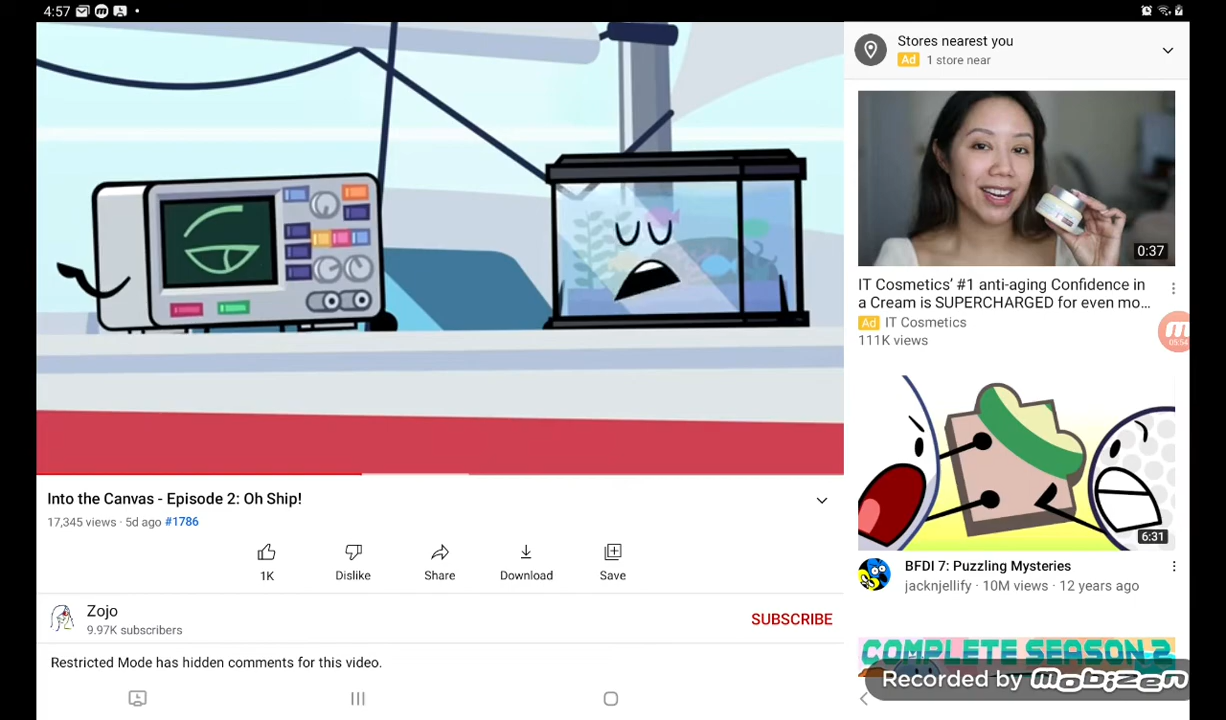 4:57
Into the Canvas - Episode 2: Oh Ship!
17,345 views · 5d ago #1786
1K
Dislike
Share
Download
Save
Zojo
9.97K subscribers
SUBSCRIBE
Restricted Mode has hidden comments for this video.
Stores nearest you
Ad 1 store near
0:37
IT Cosmetics’ #1 anti-aging Confidence in
a Cream is SUPERCHARGED for even mo...
Ad IT Cosmetics
111K views
05:54
6:31
BFDI 7: Puzzling Mysteries
jacknjellify · 10M views · 12 years ago
COMPLETE SEASON 2
Recorded by mobizen